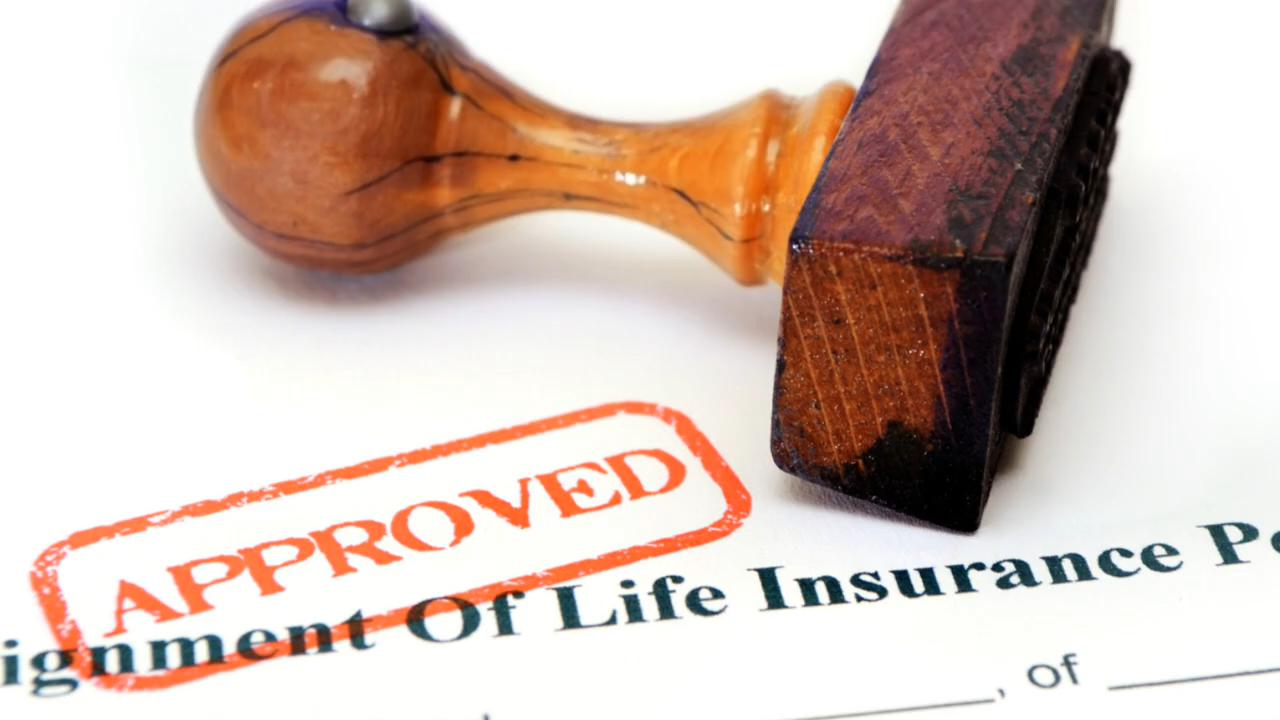 APPROVED
ignment Of Life Insurance Po
, of